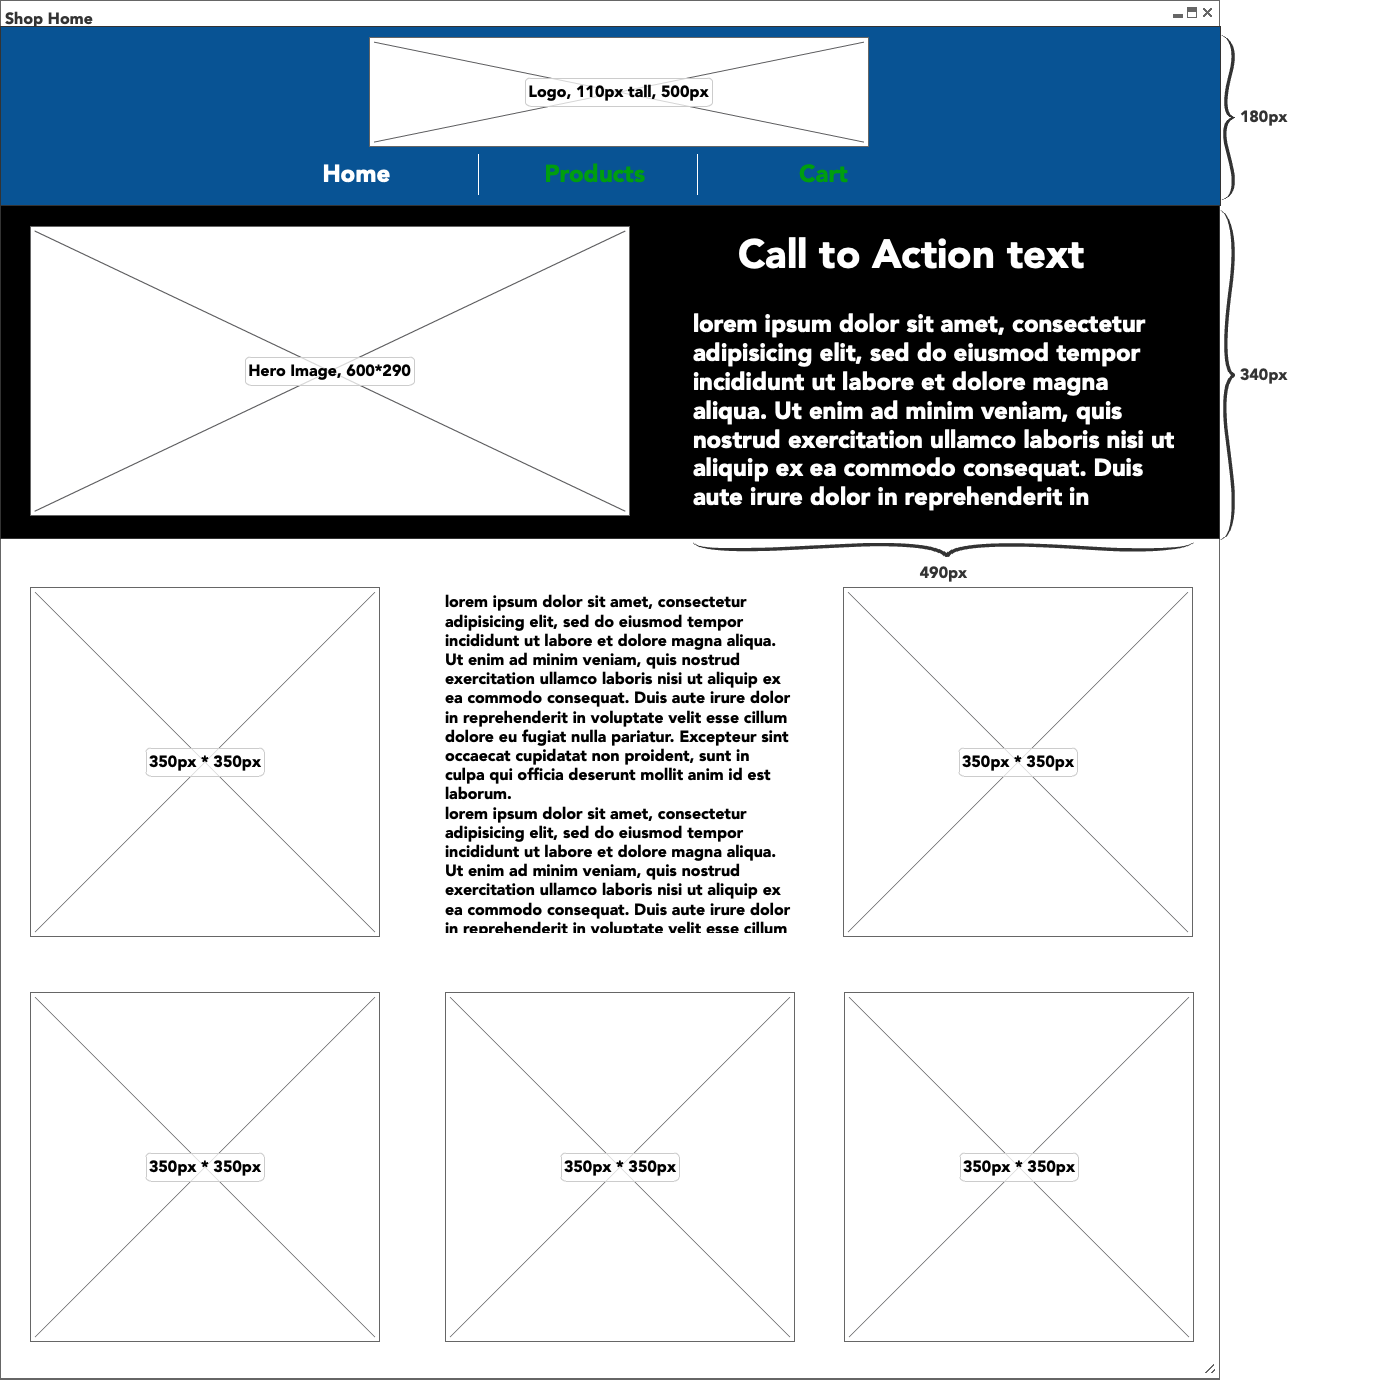 Shop Home
Logo, 110px tall, 500px
180px
Home
Products
Cart
Hero Image, 600*290
Call to Action text
lorem ipsum dolor sit amet, consectetur
adipisicing elit, sed do eiusmod tempor
incididunt ut labore et dolore magna
aliqua. Ut enim ad minim veniam, quis
nostrud exercitation ullamco laboris nisi ut
aliquip ex ea commodo consequat. Duis
aute irure dolor in reprehenderit in
340px
490px
350px * 350px
lorem ipsum dolor sit amet, consectetur
adipisicing elit, sed do eiusmod tempor
incididunt ut labore et dolore magna aliqua.
Ut enim ad minim veniam, quis nostrud
exercitation ullamco laboris nisi ut aliquip ex
ea commodo consequat. Duis aute irure dolor
in reprehenderit in voluptate velit esse cillum
dolore eu fugiat nulla pariatur. Excepteur sint
occaecat cupidatat non proident, sunt in
culpa qui officia deserunt mollit anim id est
laborum.
lorem ipsum dolor sit amet, consectetur
adipisicing elit, sed do eiusmod tempor
incididunt ut labore et dolore magna aliqua.
Ut enim ad minim veniam, quis nostrud
exercitation ullamco laboris nisi ut aliquip ex
ea commodo consequat. Duis aute irure dolor
in reprehenderit in voluptate velit esse cillum
350px * 350px
350px * 350px
350px * 350px
350px * 350px